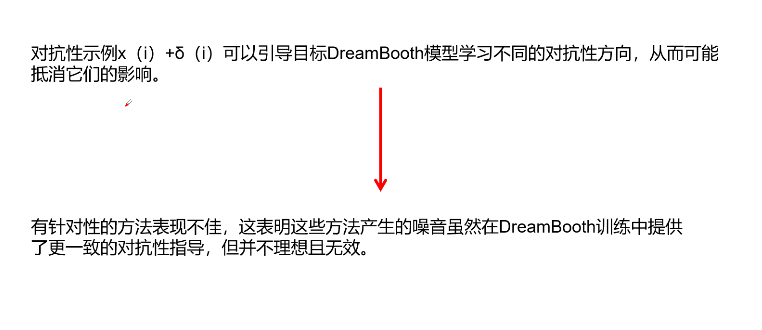 对抗性示例x（i）+δ（i）可以引导目标DreamBooth模型学习不同的对抗性方向，从而可能
抵消它们的影响。
有针对性的方法表现不佳，这表明这些方法产生的噪音虽然在DreamBooth训练中提供
了更一致的对抗性指导，但并不理想且无效。